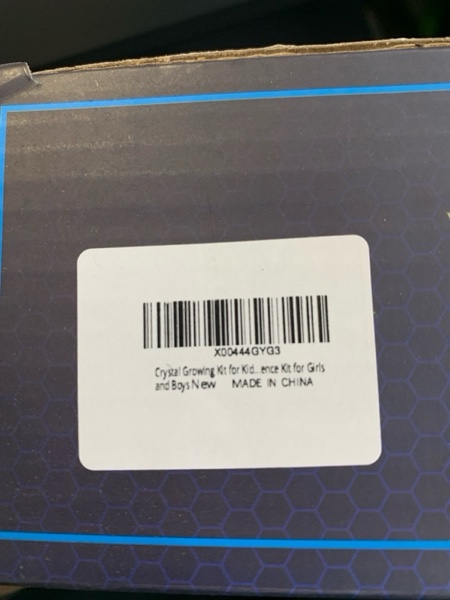 X00444GYG3
Crystal Growing Kit for Kid...ence Kit for Girls
and Boys New MADE IN CHINA